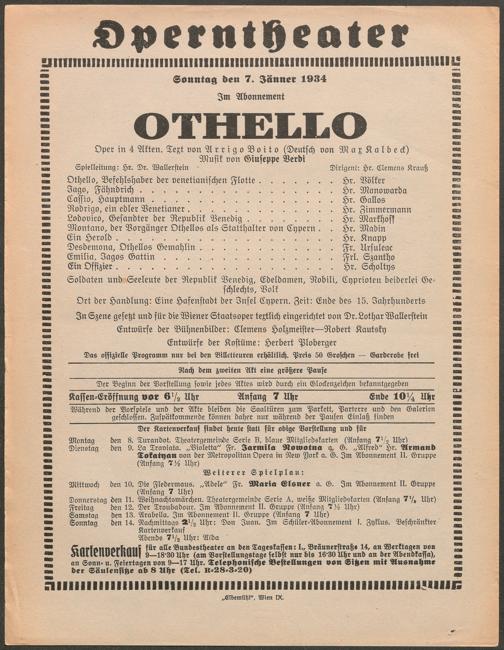 Operntheater
Sonntag den 7. Jänner 1934
Im Abonnement
OTHELLO
Oper in 4 Akten. Text von Arrigo Boito (Deutsch von Max Kalbeck)
Musik von Giuseppe Verdi
Spielleitung: Hr. Dr. Wallerstein Dirigent: Hr. Clemens Krauß
Othello, Befehlshaber der venetianischen Flotte . . . . . . . Hr. Völker
Jago, Fähndrich . . . . . . . . . . . . . . . . Hr. Manowarda
Cassio, Hauptmann . . . . . . . . . . . . . . . Hr. Gallos
Rodrigo, ein edler Venetianer . . . . . . . . . . . . Hr. Zimmermann
Lodovico, Gesandter der Republik Venedig . . . . . . . . Hr. Markhoff
Montano, der Vorgänger Othellos als Statthalter von Cypern . . . Hr. Madin
Ein Herold . . . . . . . . . . . . . . . . . Hr. Knapp
Desdemona, Othellos Gemahlin . . . . . . . . . . . Fr. Ursuleac
Emilia, Jagos Gattin . . . . . . . . . . . . . . Frl. Szantho
Ein Offizier . . . . . . . . . . . . . . . . . Hr. Scholtys
Soldaten und Seeleute der Republik Venedig, Edeldamen, Nobili, Cyprioten beiderlei Ge-
schlechts, Volk
Ort der Handlung: Eine Hafenstadt der Insel Cypern. Zeit: Ende des 15. Jahrhunderts
In Szene gesetzt und für die Wiener Staatsoper textlich eingerichtet von Dr. Lothar Wallerstein
Entwürfe der Bühnenbilder: Clemens Holzmeister—Robert Kautsky
Entwürfe der Kostüme: Herbert Ploberger
Das offizielle Programm nur bei den Billetteuren erhältlich. Preis 50 Groschen — Garderobe frei
Nach dem zweiten Akt eine größere Pause
Der Beginn der Vorstellung sowie jedes Aktes wird durch ein Glockenzeichen bekanntgegeben
Kassen-Eröffnung vor 6½ Uhr Anfang 7 Uhr Ende 10¼ Uhr
Während der Vorspiele und der Akte bleiben die Saaltüren zum Parkett, Parterre und den Galerien
geschlossen. Zuspätkommende können daher nur während der Pausen Einlaß finden
Der Kartenverkauf findet heute statt für obige Vorstellung und für
Montag den 8. Turandot. Theatergemeinde Serie B, blaue Mitgliedskarten (Anfang 7½ Uhr)
Dienstag den 9. La Traviata. „Violetta" Fr. Jarmila Novotna a. G. „Alfred" Hr. Armand
Tokatyan von der Metropolitan Opera in New York a. G. Im Abonnement II. Gruppe
(Anfang 7½ Uhr)
Weiterer Spielplan:
Mittwoch den 10. Die Fledermaus. „Adele" Fr. Maria Elsner a. G. Im Abonnement II. Gruppe
(Anfang 7 Uhr)
Donnerstag den 11. Weihnachtsmärchen. Theatergemeinde Serie A, weiße Mitgliedskarten (Anfang 7½ Uhr)
Freitag den 12. Der Troubadour. Im Abonnement II. Gruppe (Anfang 7½ Uhr)
Samstag den 13. Arabella. Im Abonnement II. Gruppe (Anfang 7 Uhr)
Sonntag den 14. Nachmittags 2½ Uhr: Don Juan. Im Schüler-Abonnement I. Zyklus. Beschränkter
Kartenverkauf
Abends 7½ Uhr: Aida
Kartenverkauf für alle Bundestheater an den Tageskassen: I., Bräunerstraße 14, an Werktagen von
9—18·30 Uhr (am Vorstellungstage selbst nur bis 16·30 Uhr und an der Abendkassa),
an Sonn- u. Feiertagen von 9—17 Uhr. Telephonische Bestellungen von Sitzen mit Ausnahme
der Säulensitze ab 8 Uhr (Tel. R-28-3-20)
„Elbemühl", Wien IX.